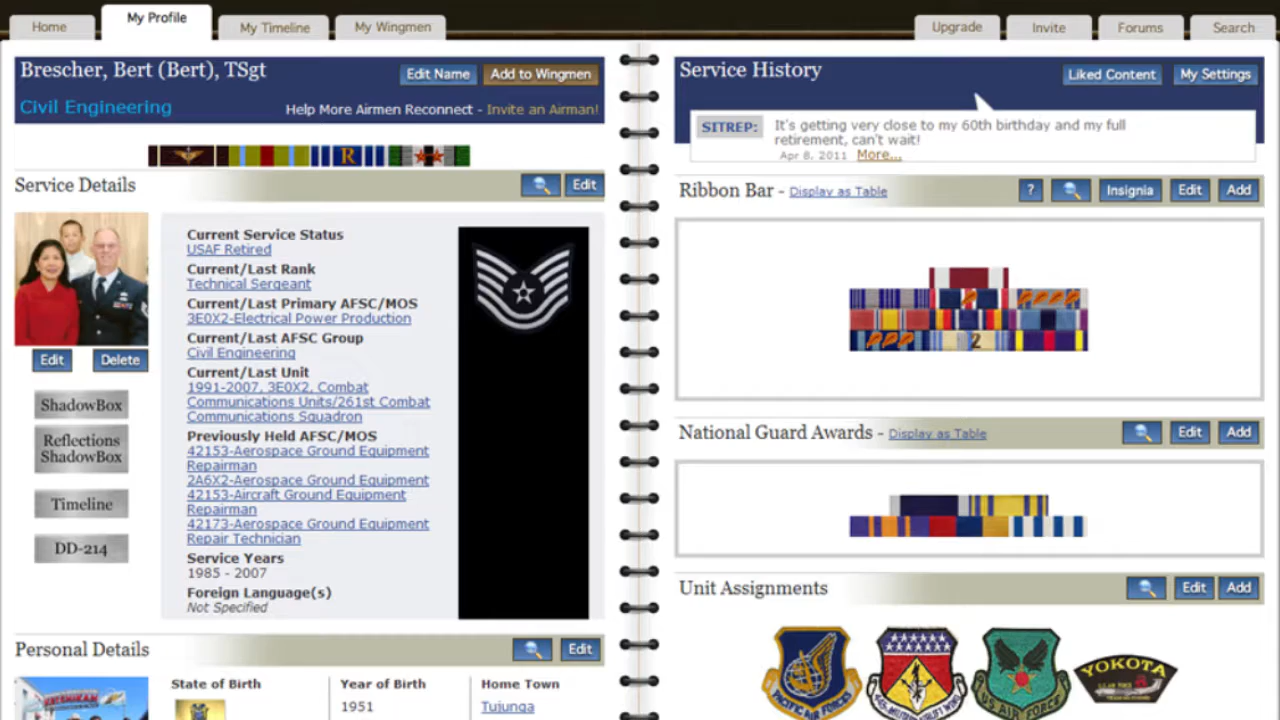 Home
My Profile
My Timeline
My Wingmen
Upgrade
Invite
Forums
Search
Brescher, Bert (Bert), TSgt
Edit Name
Add to Wingmen
Civil Engineering
Help More Airmen Reconnect - Invite an Airman!
R
Service Details
Edit
Current Service Status
USAF Retired
Current/Last Rank
Technical Sergeant
Current/Last Primary AFSC/MOS
3E0X2-Electrical Power Production
Current/Last AFSC Group
Civil Engineering
Current/Last Unit
1991-2007, 3E0X2, Combat
Communications Units/261st Combat
Communications Squadron
Previously Held AFSC/MOS
42153-Aerospace Ground Equipment
Repairman
2A6X2-Aerospace Ground Equipment
42153-Aircraft Ground Equipment
Repairman
42173-Aerospace Ground Equipment
Repair Technician
Service Years
1985 - 2007
Foreign Language(s)
Not Specified
Edit
Delete
ShadowBox
Reflections
ShadowBox
Timeline
DD-214
Personal Details
Edit
State of Birth
Year of Birth
1951
Home Town
Tujunga
Service History
Liked Content
My Settings
SITREP:
It's getting very close to my 60th birthday and my full
retirement, can't wait!
Apr 8, 2011 More...
Ribbon Bar - Display as Table
?
Insignia
Edit
Add
2
National Guard Awards - Display as Table
Edit
Add
Unit Assignments
Edit
Add
PACIFIC AIR FORCES
U.S. AIR FORCE
YOKOTA